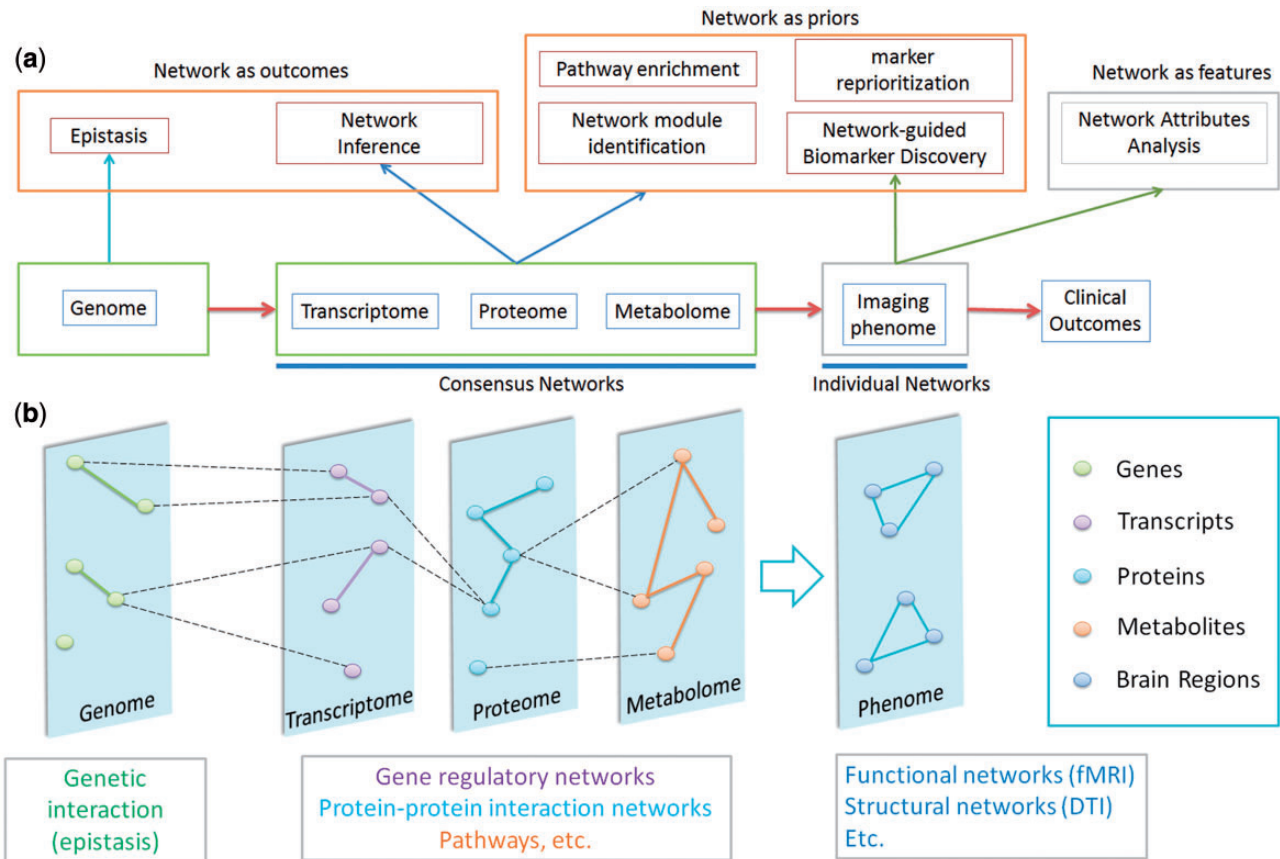 Network as priors
(a)
Network as outcomes
Pathway enrichment
marker
reprioritization
Network as features
Epistasis
Network
Inference
Network module
identification
Network-guided
Biomarker Discovery
Network Attributes
Analysis
Genome
Transcriptome
Proteome
Metabolome
Imaging
phenome
Clinical
Outcomes
Consensus Networks
Individual Networks
(b)
Genome
Transcriptome
Proteome
Metabolome
Phenome
Genes
Transcripts
Proteins
Metabolites
Brain Regions
Genetic
interaction
(epistasis)
Gene regulatory networks
Protein-protein interaction networks
Pathways, etc.
Functional networks (fMRI)
Structural networks (DTI)
Etc.